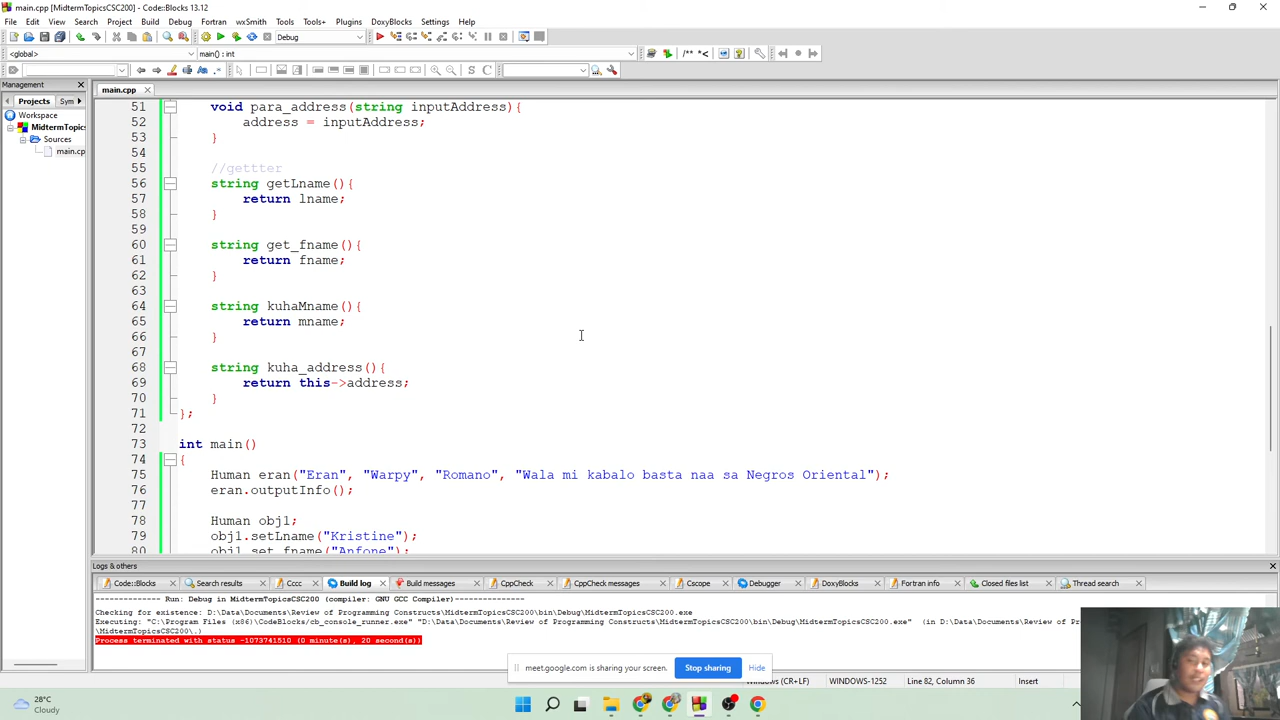 main.cpp [MidtermTopicsCSC200] - Code::Blocks 13.12
File Edit View Search Project Build Debug Fortran wxSmith Tools Tools+ Plugins DoxyBlocks Settings Help
Debug
<global> main() : int /** *<
S C
Management
Projects Sym
Workspace
MidtermTopics
Sources
main.cp
main.cpp
51 void para_address(string inputAddress){
52 address = inputAddress;
53 }
54
55 //gettter
56 string getLname(){
57 return lname;
58 }
59
60 string get_fname(){
61 return fname;
62 }
63
64 string kuhaMname(){
65 return mname;
66 }
67
68 string kuha_address(){
69 return this->address;
70 }
71 };
72
73 int main()
74 {
75 Human eran("Eran", "Warpy", "Romano", "Wala mi kabalo basta naa sa Negros Oriental");
76 eran.outputInfo();
77
78 Human obj1;
79 obj1.setLname("Kristine");
80 obj1.set_fname("Anfone");
Logs & others
Code::Blocks Search results Cccc Build log Build messages CppCheck CppCheck messages Cscope Debugger DoxyBlocks Fortran info Closed files list Thread search
-------------- Run: Debug in MidtermTopicsCSC200 (compiler: GNU GCC Compiler)---------------
Checking for existence: D:\Data\Documents\Review of Programming Constructs\MidtermTopicsCSC200\bin\Debug\MidtermTopicsCSC200.exe
Executing: "C:\Program Files (x86)\CodeBlocks/cb_console_runner.exe" "D:\Data\Documents\Review of Programming Constructs\MidtermTopicsCSC200\bin\Debug\MidtermTopicsCSC200.exe" (in D:\Data\Documents\Review of Pro
\MidtermTopicsCSC200\.)
Process terminated with status -1073741510 (0 minute(s), 20 second(s))
meet.google.com is sharing your screen. Stop sharing Hide
Windows (CR+LF) WINDOWS-1252 Line 82, Column 36 Insert
28°C
Cloudy